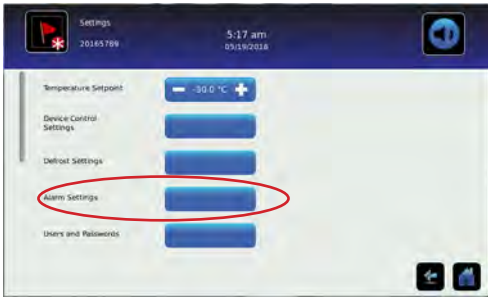 Settings
20165789
5:17 am
05/19/2016
Temperature Setpoint
-30.0 °C
Device Control
Settings
Defrost Settings
Alarm Settings
Users and Passwords